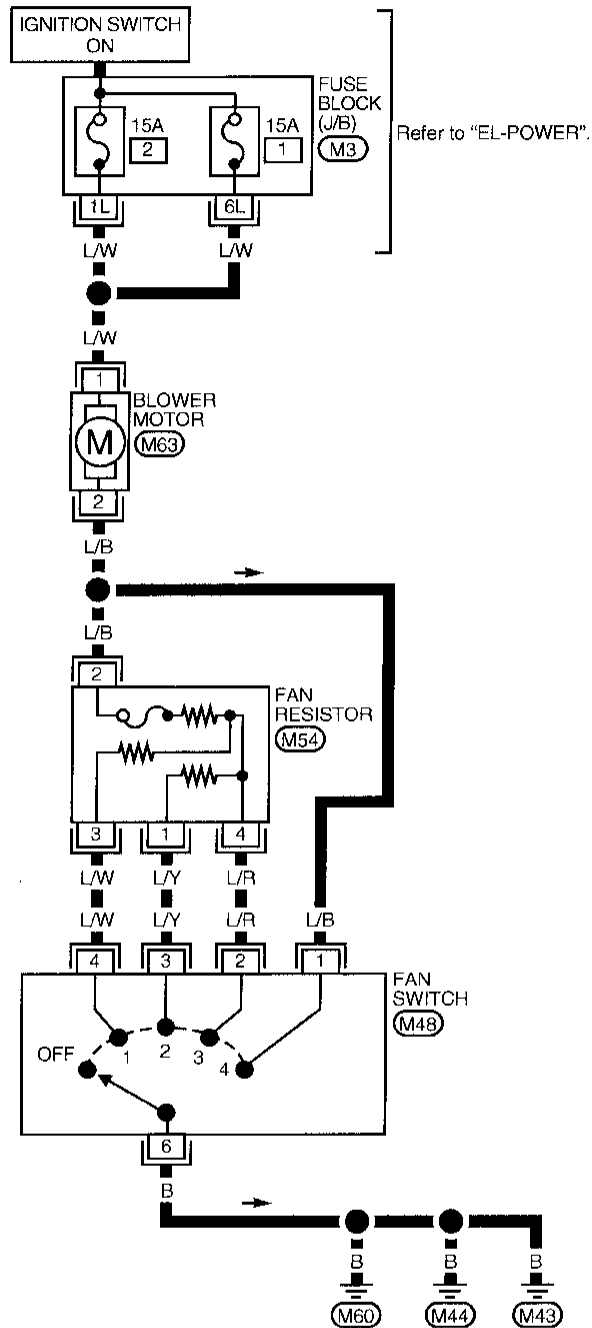 IGNITION SWITCH
ON
FUSE
BLOCK
(J/B)
M3
Refer to "EL-POWER".
15A
2
15A
1
1L
6L
L/W
L/W
L/W
1
BLOWER
MOTOR
M63
M
2
L/B
L/B
2
FAN
RESISTOR
M54
3
1
4
L/W
L/Y
L/R
L/W
L/Y
L/R
L/B
4
3
2
1
FAN
SWITCH
M48
OFF
1
2
3
4
6
B
B
B
B
M60
M44
M43